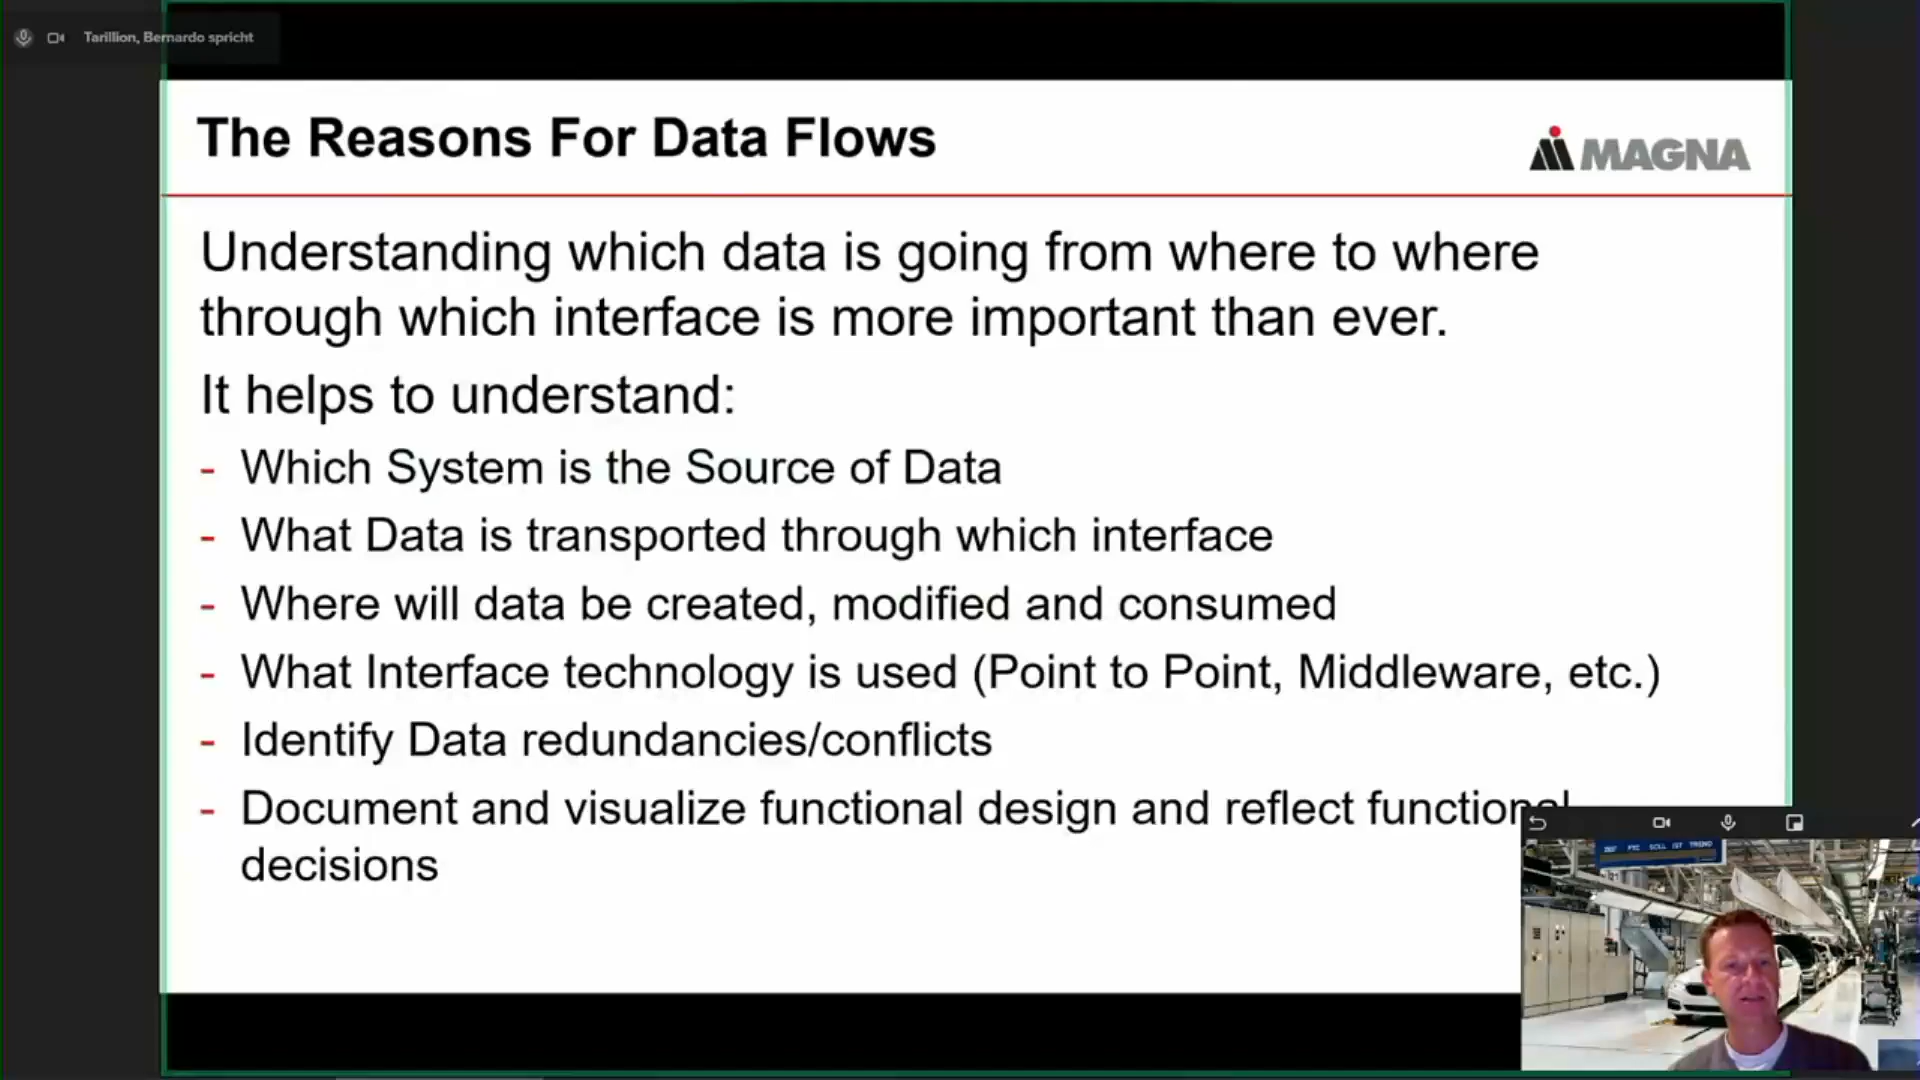 Tarillion, Bernardo spricht
The Reasons For Data Flows
MAGNA
Understanding which data is going from where to where
through which interface is more important than ever.
It helps to understand:
- Which System is the Source of Data
- What Data is transported through which interface
- Where will data be created, modified and consumed
- What Interface technology is used (Point to Point, Middleware, etc.)
- Identify Data redundancies/conflicts
- Document and visualize functional design and reflect functional
decisions
SOLL IST TREND